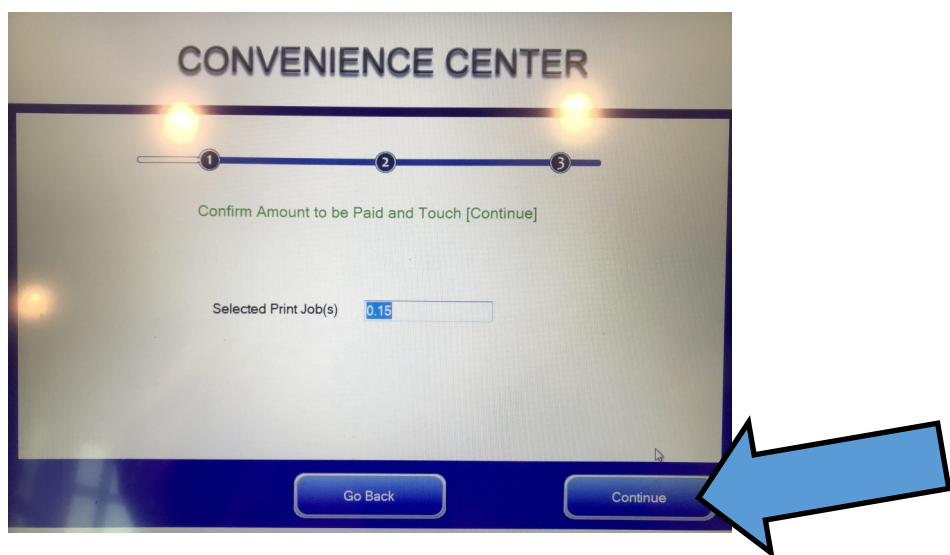 CONVENIENCE CENTER
1 2 3
Confirm Amount to be Paid and Touch [Continue]
Selected Print Job(s) 0.15
Go Back Continue